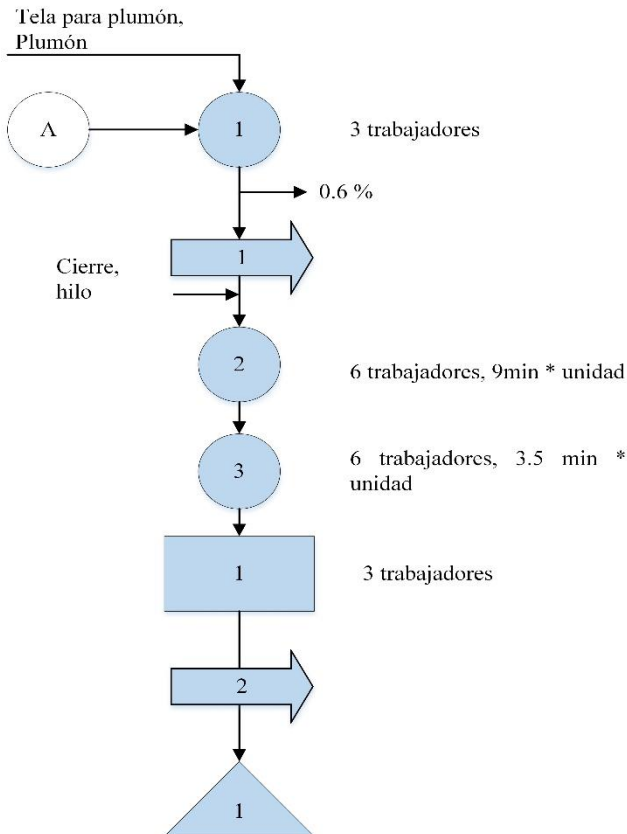 Tela para plumón,
Plumón
A
1
3 trabajadores
0.6 %
1
Cierre,
hilo
2
6 trabajadores, 9min * unidad
3
6 trabajadores, 3.5 min *
unidad
1
3 trabajadores
2
1